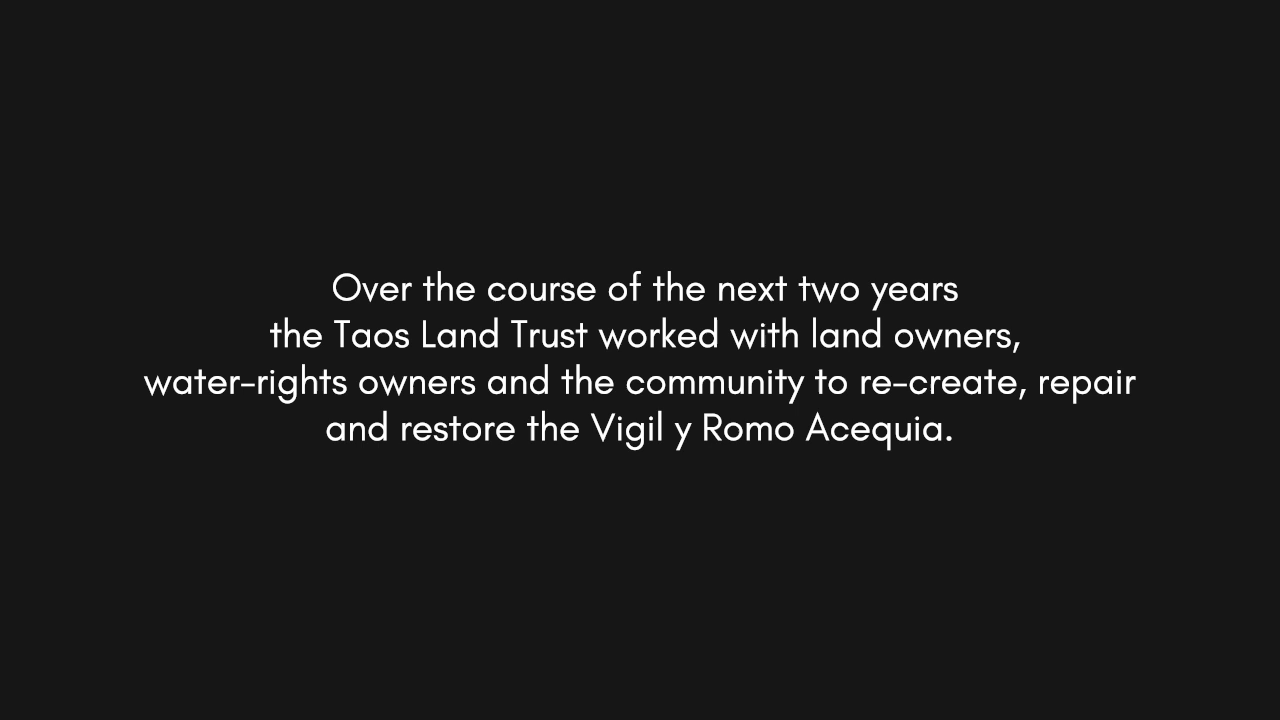 Over the course of the next two years
the Taos Land Trust worked with land owners,
water-rights owners and the community to re-create, repair
and restore the Vigil y Romo Acequia.